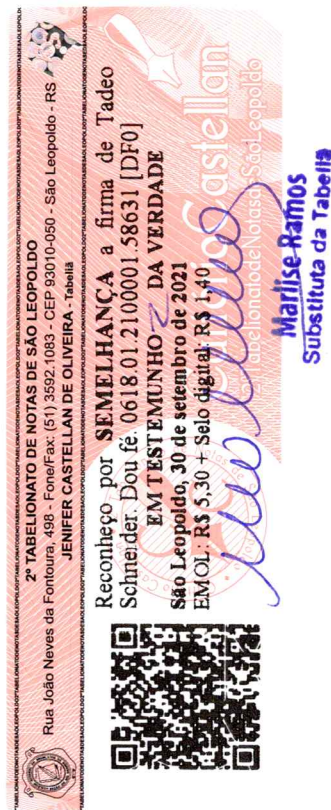 2º TABELIONATO DE NOTAS DE SÃO LEOPOLDO
Rua João Neves da Fontoura, 498 - Fone/Fax: (51) 3592.1083 - CEP 93010-050 - São Leopoldo - RS
JENIFER CASTELLAN DE OLIVEIRA - Tabeliã
Reconheço por SEMELHANÇA a firma de Tadeo
Schneider. Dou fé. 0618.01.2100001.58631 [DF0]
EM TESTEMUNHO DA VERDADE
São Leopoldo, 30 de setembro de 2021
EMOL: R$ 5,30 + Selo digital: R$ 1,40
Castellan
TabelionatodeNotasdeSãoLeopoldo
Marlise Ramos
Substituta da Tabeliã